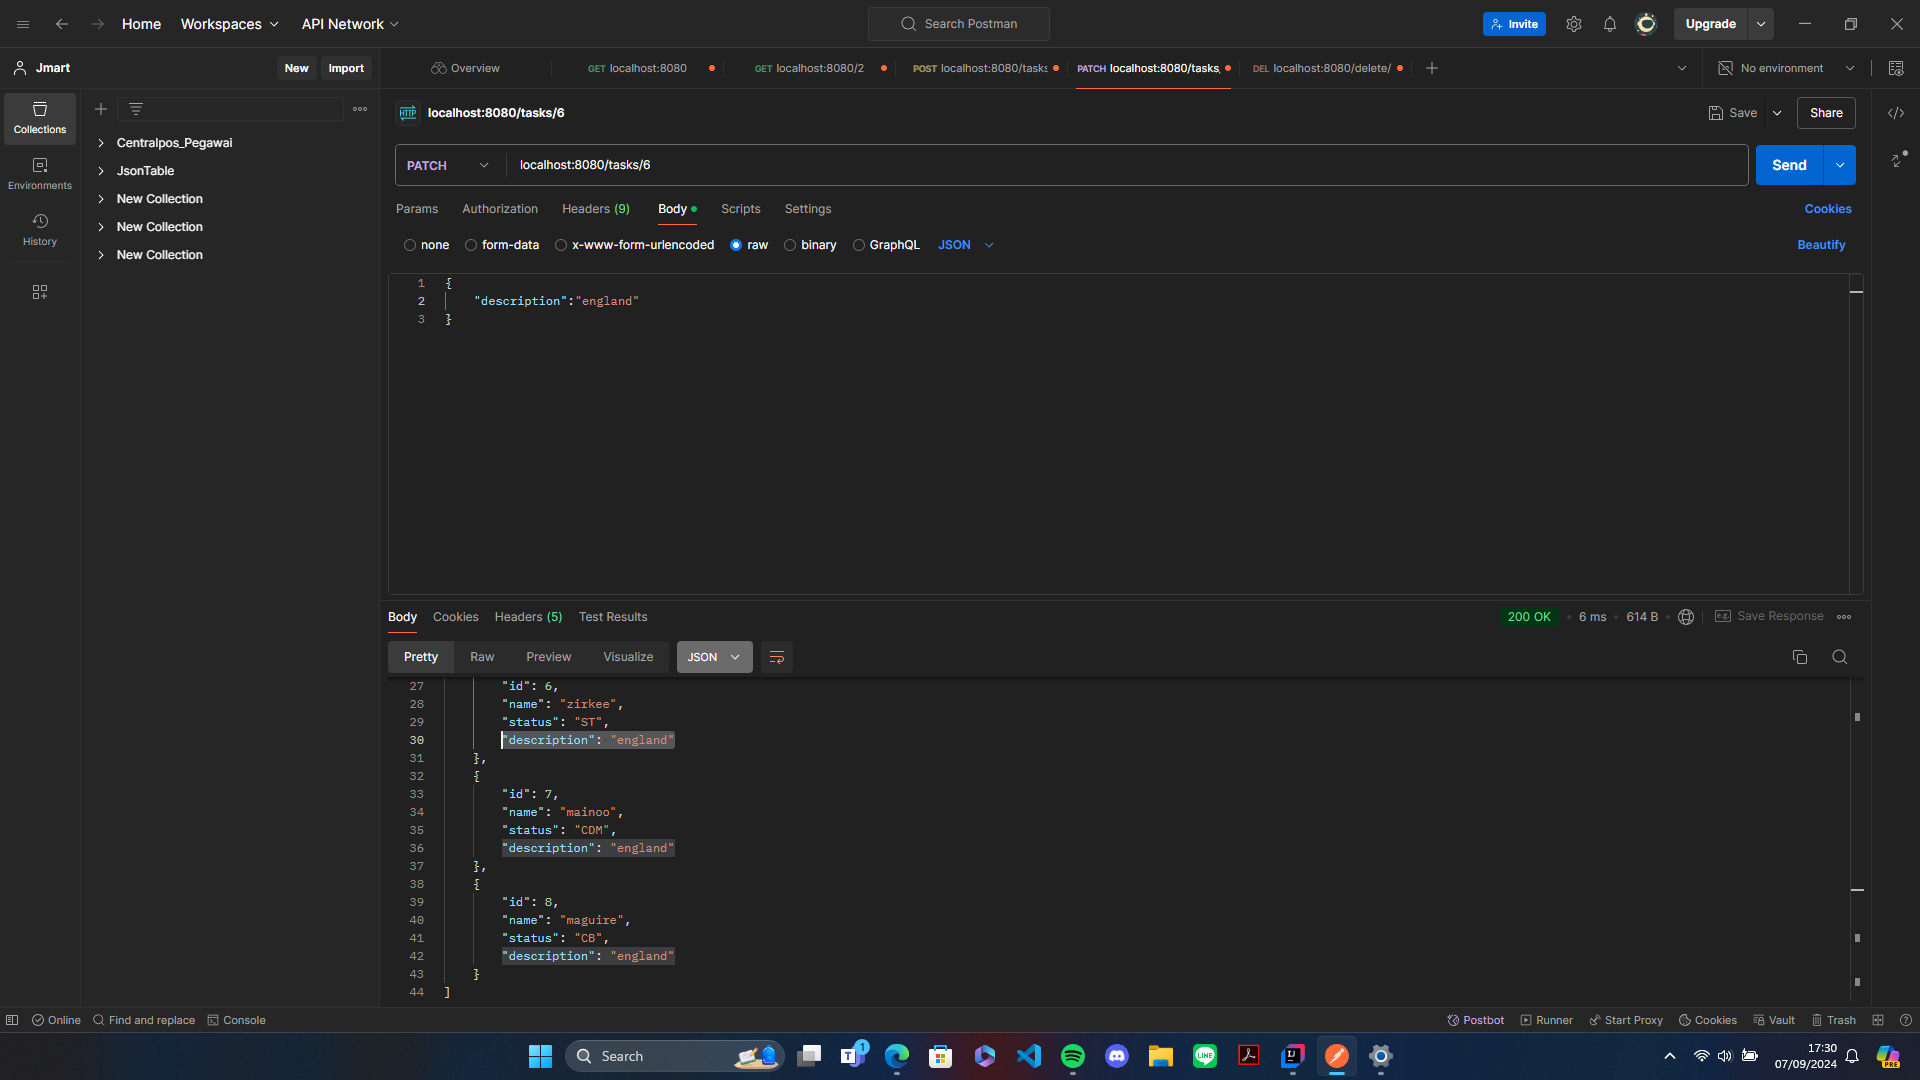 Home Workspaces API Network Search Postman Invite Upgrade
Jmart New Import Overview GET localhost:8080 GET localhost:8080/2 POST localhost:8080/tasks PATCH localhost:8080/tasks, DEL localhost:8080/delete/ No environment
Collections
Environments
History
Centralpos_Pegawai
JsonTable
New Collection
New Collection
New Collection
HTTP localhost:8080/tasks/6 Save Share
PATCH localhost:8080/tasks/6 Send
Params Authorization Headers (9) Body Scripts Settings Cookies
none form-data x-www-form-urlencoded raw binary GraphQL JSON Beautify
1 {
2 "description":"england"
3 }
Body Cookies Headers (5) Test Results 200 OK 6 ms 614 B e.g. Save Response
Pretty Raw Preview Visualize JSON
27 "id": 6,
28 "name": "zirkee",
29 "status": "ST",
30 "description": "england"
31 },
32 {
33 "id": 7,
34 "name": "mainoo",
35 "status": "CDM",
36 "description": "england"
37 },
38 {
39 "id": 8,
40 "name": "maguire",
41 "status": "CB",
42 "description": "england"
43 }
44 ]
Online Find and replace Console Postbot Runner Start Proxy Cookies Vault Trash
Search 1 LINE IJ PRE
17:30
07/09/2024